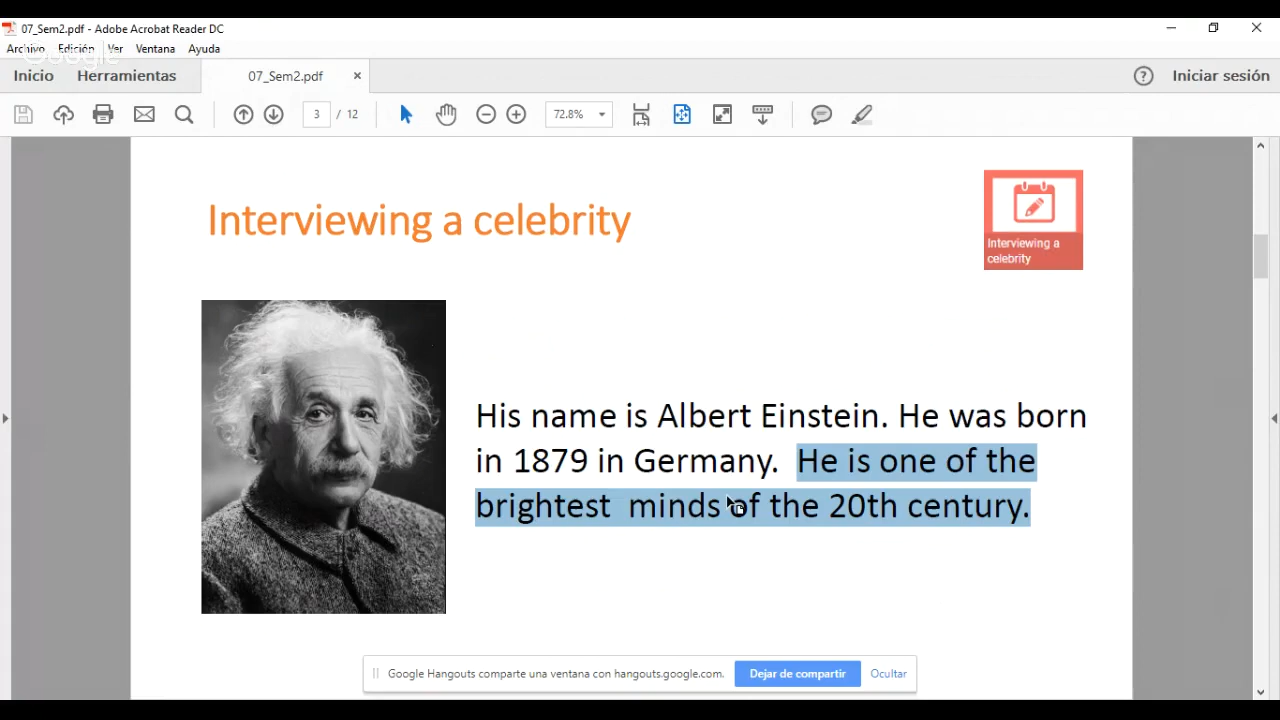 07_Sem2.pdf - Adobe Acrobat Reader DC
Archivo Edición Ver Ventana Ayuda
Google
Inicio Herramientas 07_Sem2.pdf × Iniciar sesión
3 / 12 72.8%
Interviewing a celebrity
Interviewing a
celebrity
His name is Albert Einstein. He was born
in 1879 in Germany. He is one of the
brightest minds of the 20th century.
Google Hangouts comparte una ventana con hangouts.google.com. Dejar de compartir Ocultar